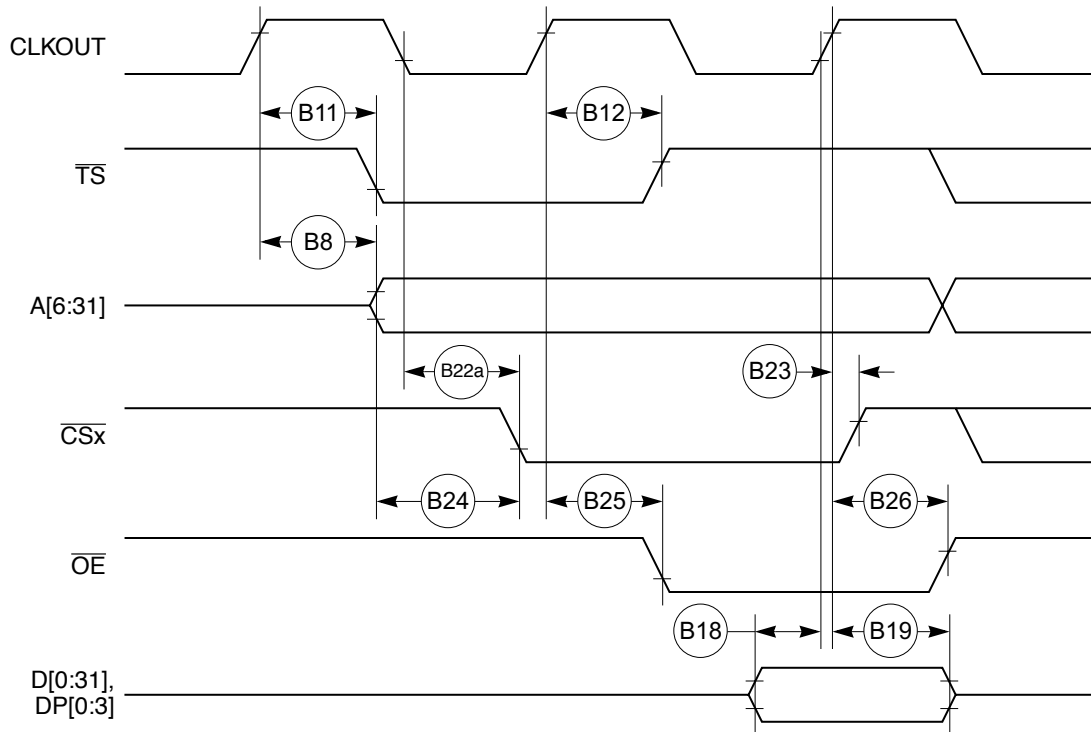 CLKOUT
B11
B12
TS
B8
A[6:31]
B22a
B23
CSx
B24
B25
B26
OE
B18
B19
D[0:31],
DP[0:3]